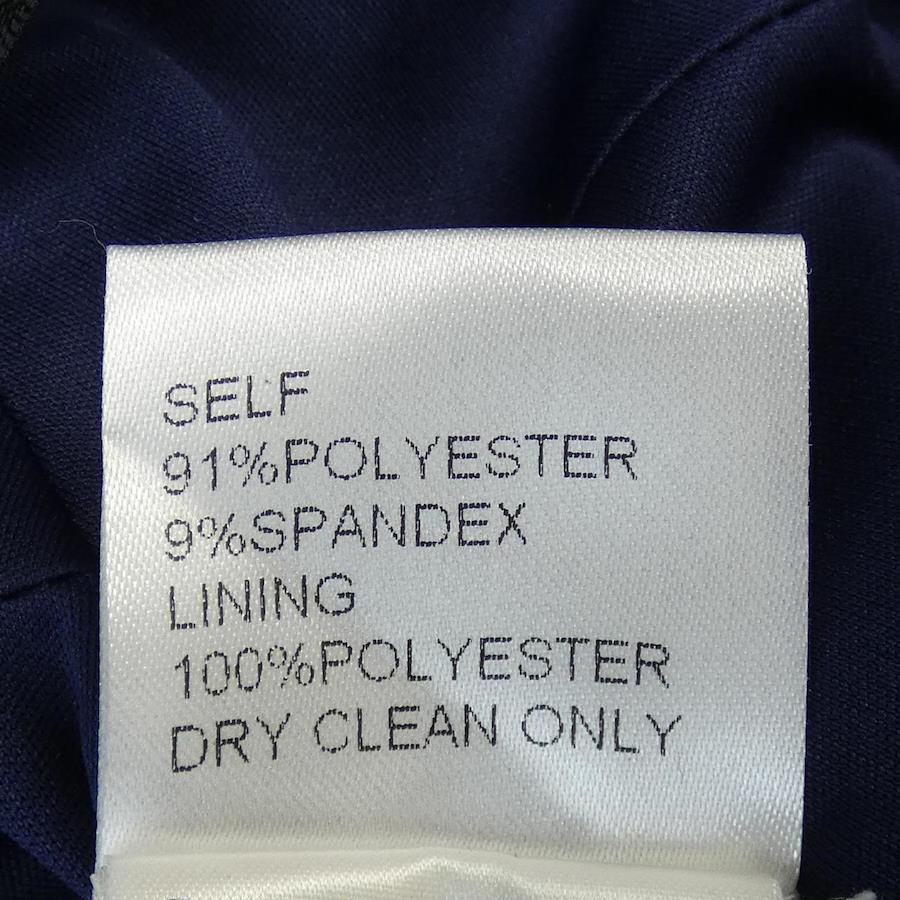 SELF
91%POLYESTER
9%SPANDEX
LINING
100%POLYESTER
DRY CLEAN ONLY